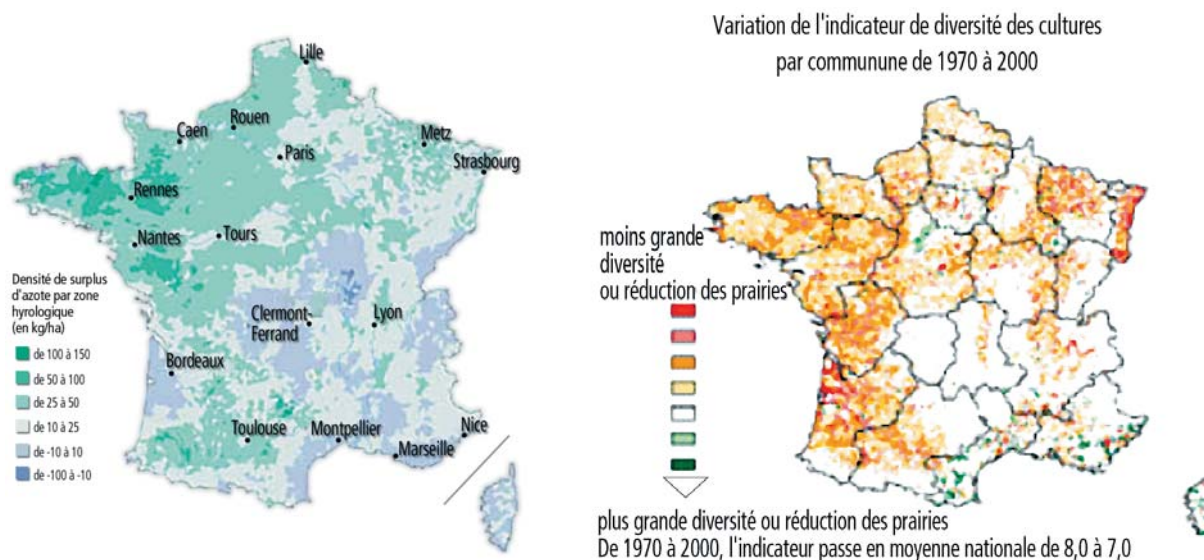 Lille
Rouen
Caen
Metz
Paris
Strasbourg
Rennes
Nantes
Tours
Densité de surplus
d'azote par zone
hyrologique
(en kg/ha)
de 100 à 150
de 50 à 100
de 25 à 50
de 10 à 25
de -10 à 10
de -100 à -10
Clermont-
Ferrand
Lyon
Bordeaux
Toulouse
Montpellier
Marseille
Nice
Variation de l'indicateur de diversité des cultures
par communune de 1970 à 2000
moins grande
diversité
ou réduction des prairies
plus grande diversité ou réduction des prairies
De 1970 à 2000, l'indicateur passe en moyenne nationale de 8,0 à 7,0